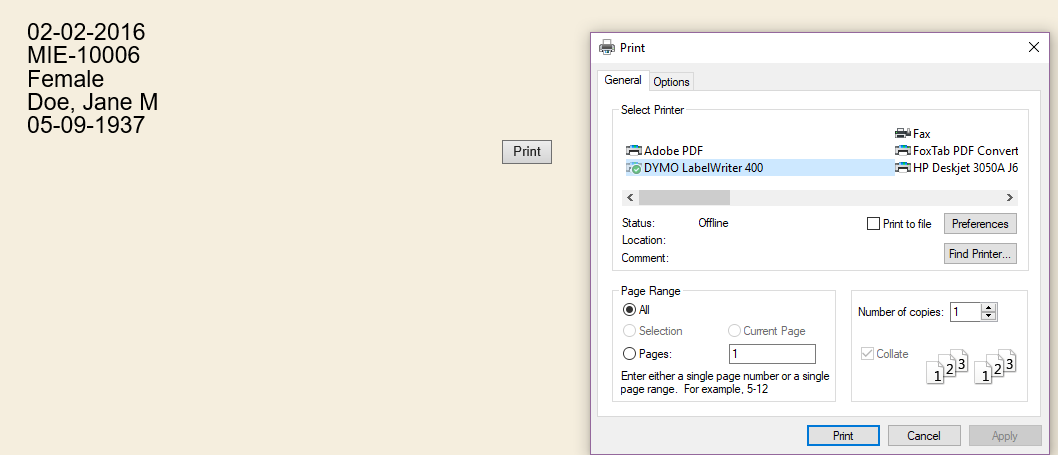 02-02-2016
MIE-10006
Female
Doe, Jane M
05-09-1937
Print
Print
General Options
Select Printer
Fax
Adobe PDF FoxTab PDF Convert
DYMO LabelWriter 400 HP Deskjet 3050A J6
Status: Offline Print to file Preferences
Location:
Comment: Find Printer...
Page Range
All
Selection Current Page
Pages: 1
Enter either a single page number or a single
page range. For example, 5-12
Number of copies: 1
Collate
1 2 3 1 2 3
Print Cancel Apply